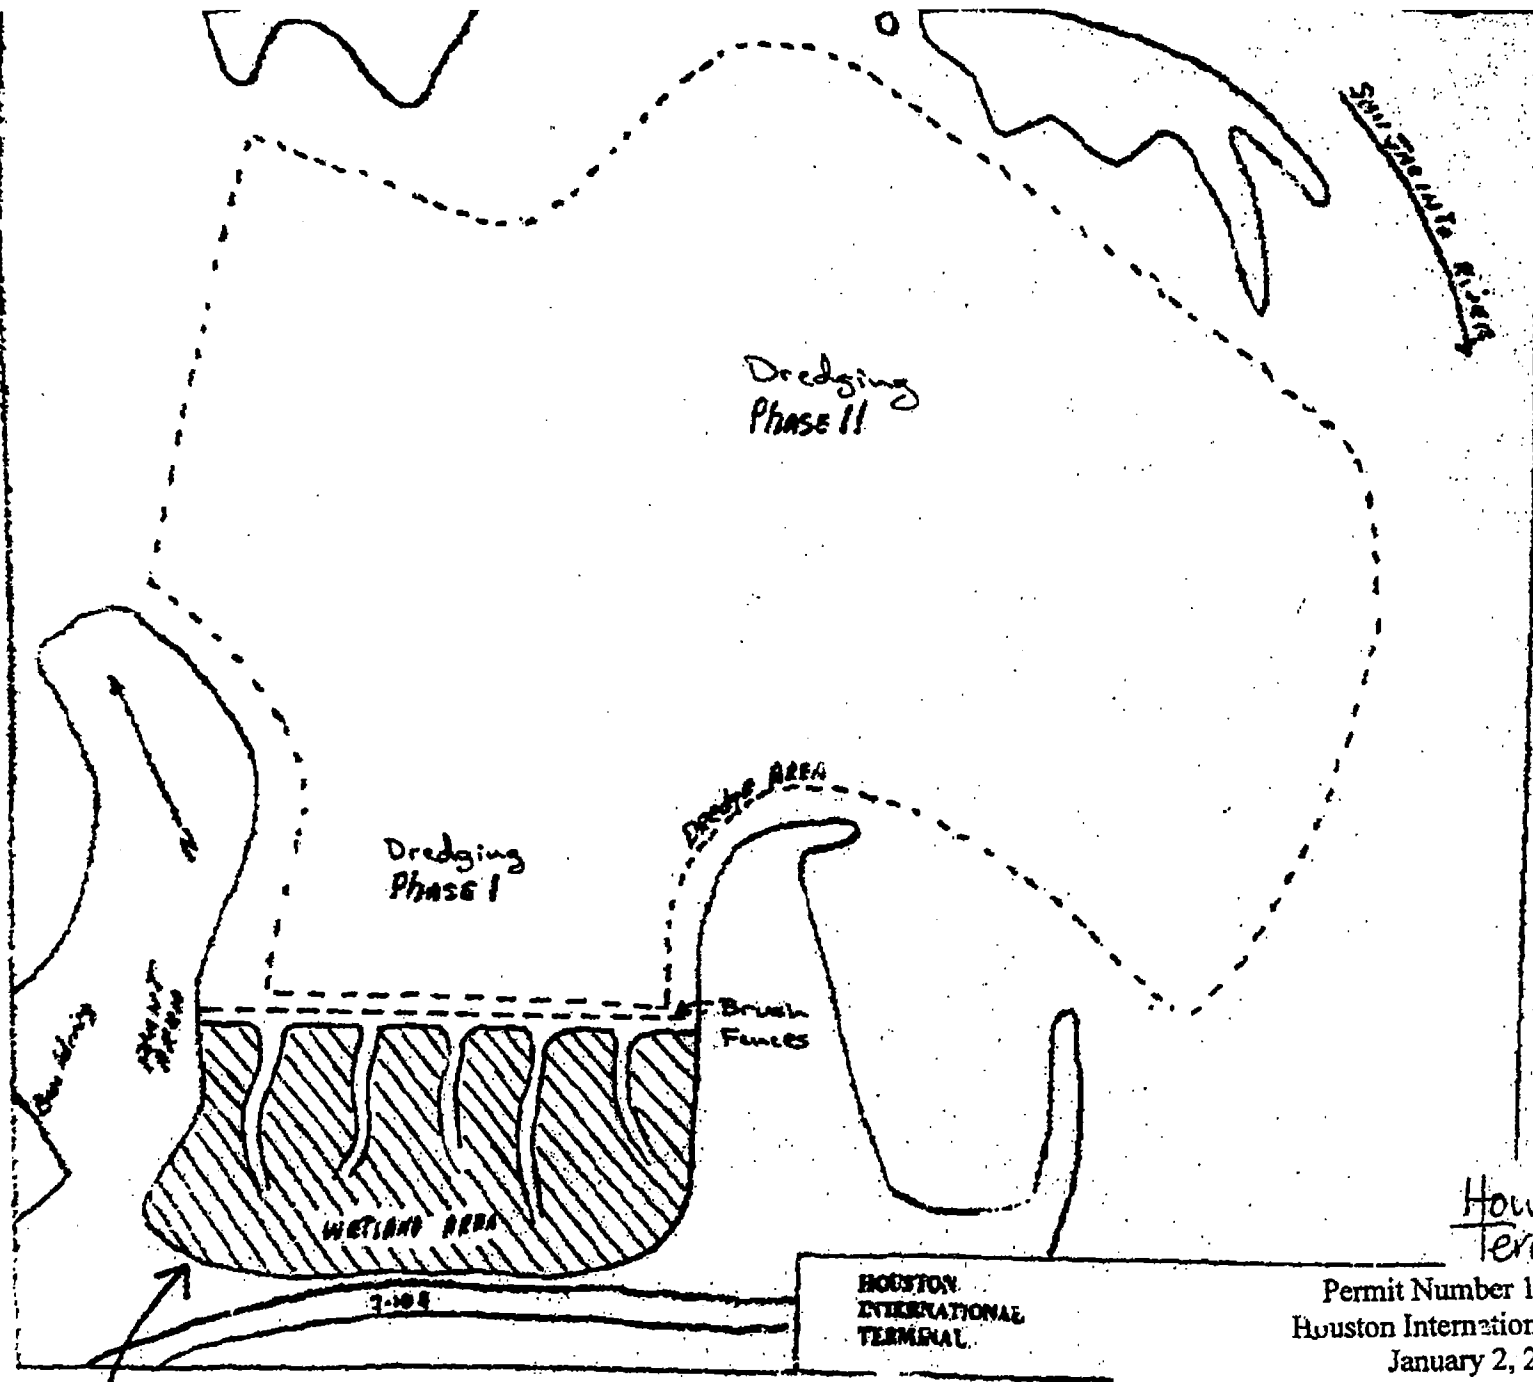 SAN JACINTO RIVER
Dredging
PHASE II
Dredge AREA
Dredging
PHASE I
N
Brush
Fences
WETLAND AREA
HOUSTON
INTERNATIONAL
TERMINAL
Permit Number 1
Houston Internation
January 2, 2